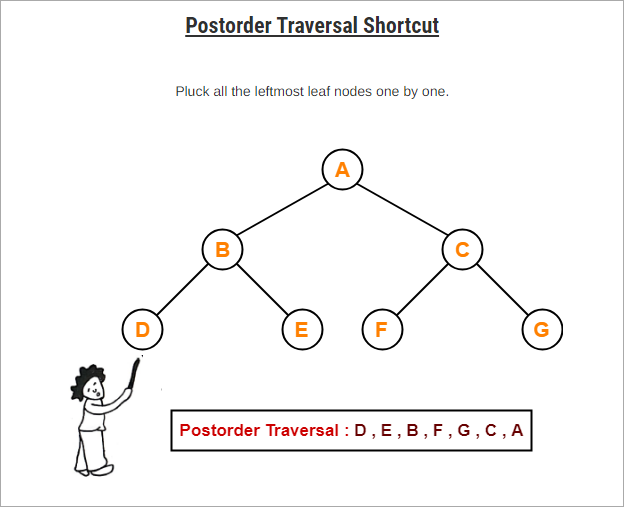 Postorder Traversal Shortcut
Pluck all the leftmost leaf nodes one by one.
A
B
C
D
E
F
G
Postorder Traversal : D , E , B , F , G , C , A